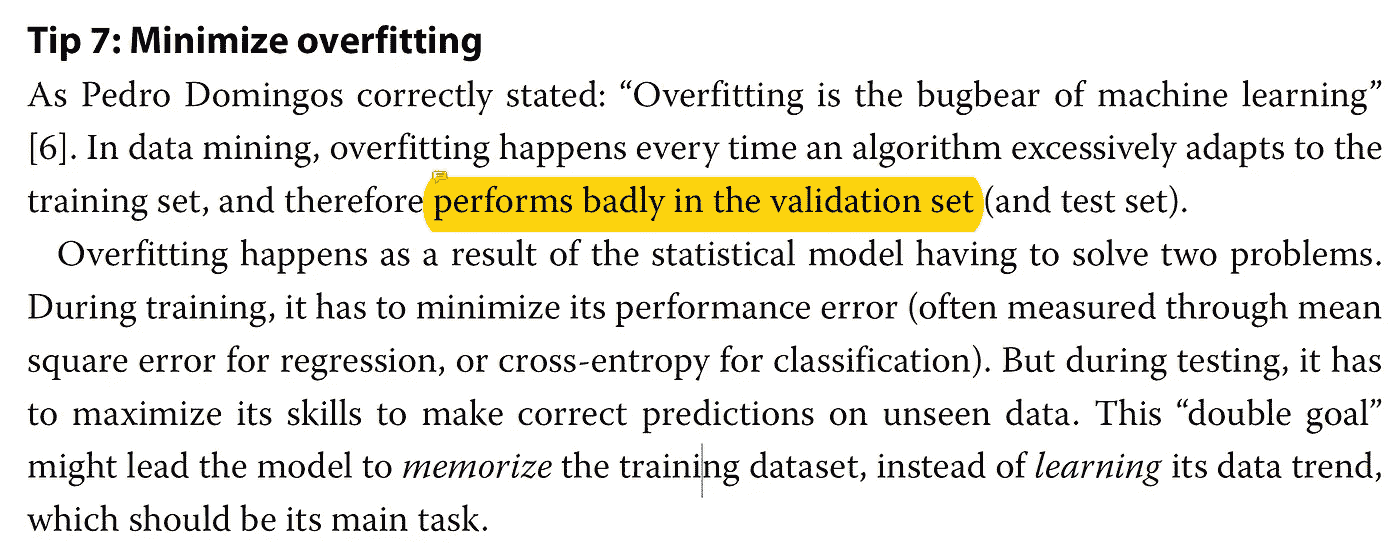 Tip 7: Minimize overfitting
As Pedro Domingos correctly stated: “Overfitting is the bugbear of machine learning”
[6]. In data mining, overfitting happens every time an algorithm excessively adapts to the
training set, and therefore performs badly in the validation set (and test set).
Overfitting happens as a result of the statistical model having to solve two problems.
During training, it has to minimize its performance error (often measured through mean
square error for regression, or cross-entropy for classification). But during testing, it has
to maximize its skills to make correct predictions on unseen data. This “double goal”
might lead the model to memorize the training dataset, instead of learning its data trend,
which should be its main task.